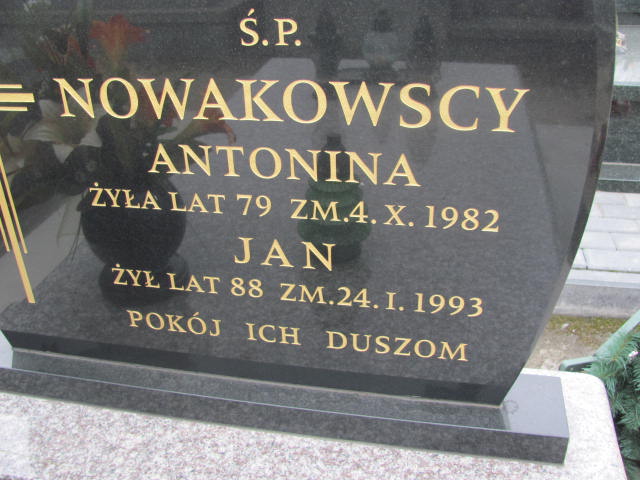 Ś.P.
NOWAKOWSCY
ANTONINA
ŻYŁA LAT 79 ZM.4.X.1982
JAN
ŻYŁ LAT 88 ZM.24.I.1993
POKÓJ ICH DUSZOM